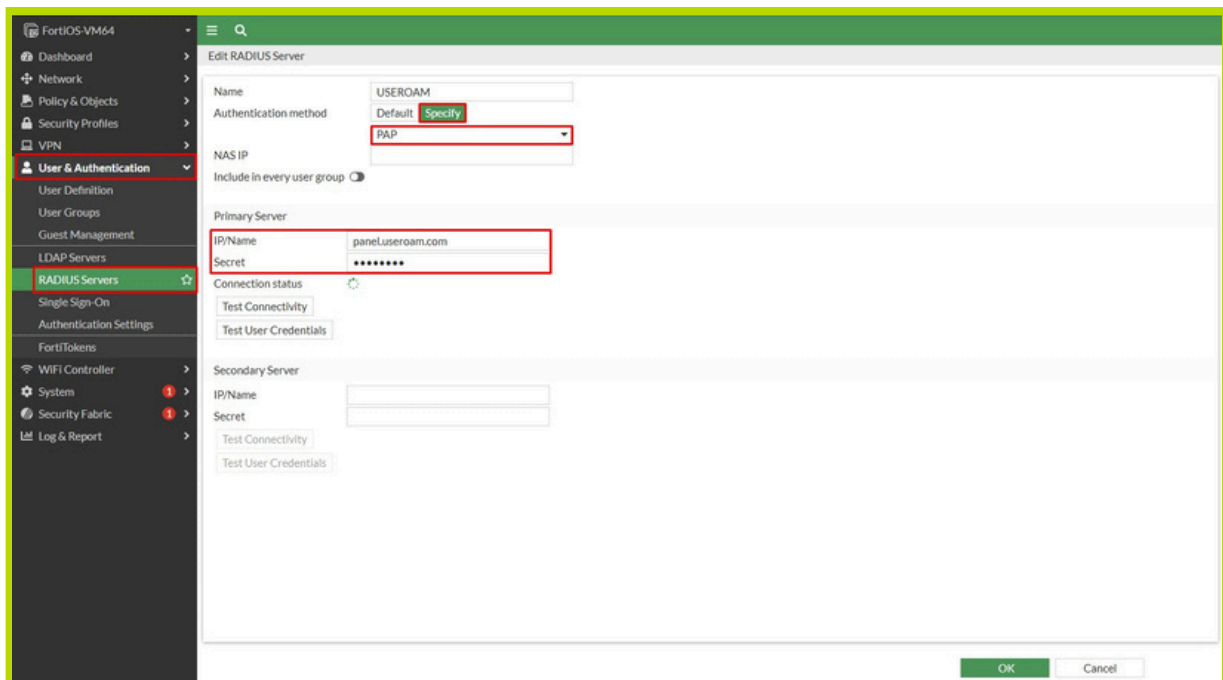 FortiOS-VM64
Dashboard
Network
Policy & Objects
Security Profiles
VPN
User & Authentication
User Definition
User Groups
Guest Management
LDAP Servers
RADIUS Servers
Single Sign-On
Authentication Settings
FortiTokens
WiFi Controller
System 1
Security Fabric 1
Log & Report
Edit RADIUS Server
Name USEROAM
Authentication method Default Specify
PAP
NAS IP
Include in every user group
Primary Server
IP/Name panel.useroam.com
Secret ••••••••
Connection status
Test Connectivity
Test User Credentials
Secondary Server
IP/Name
Secret
Test Connectivity
Test User Credentials
OK Cancel